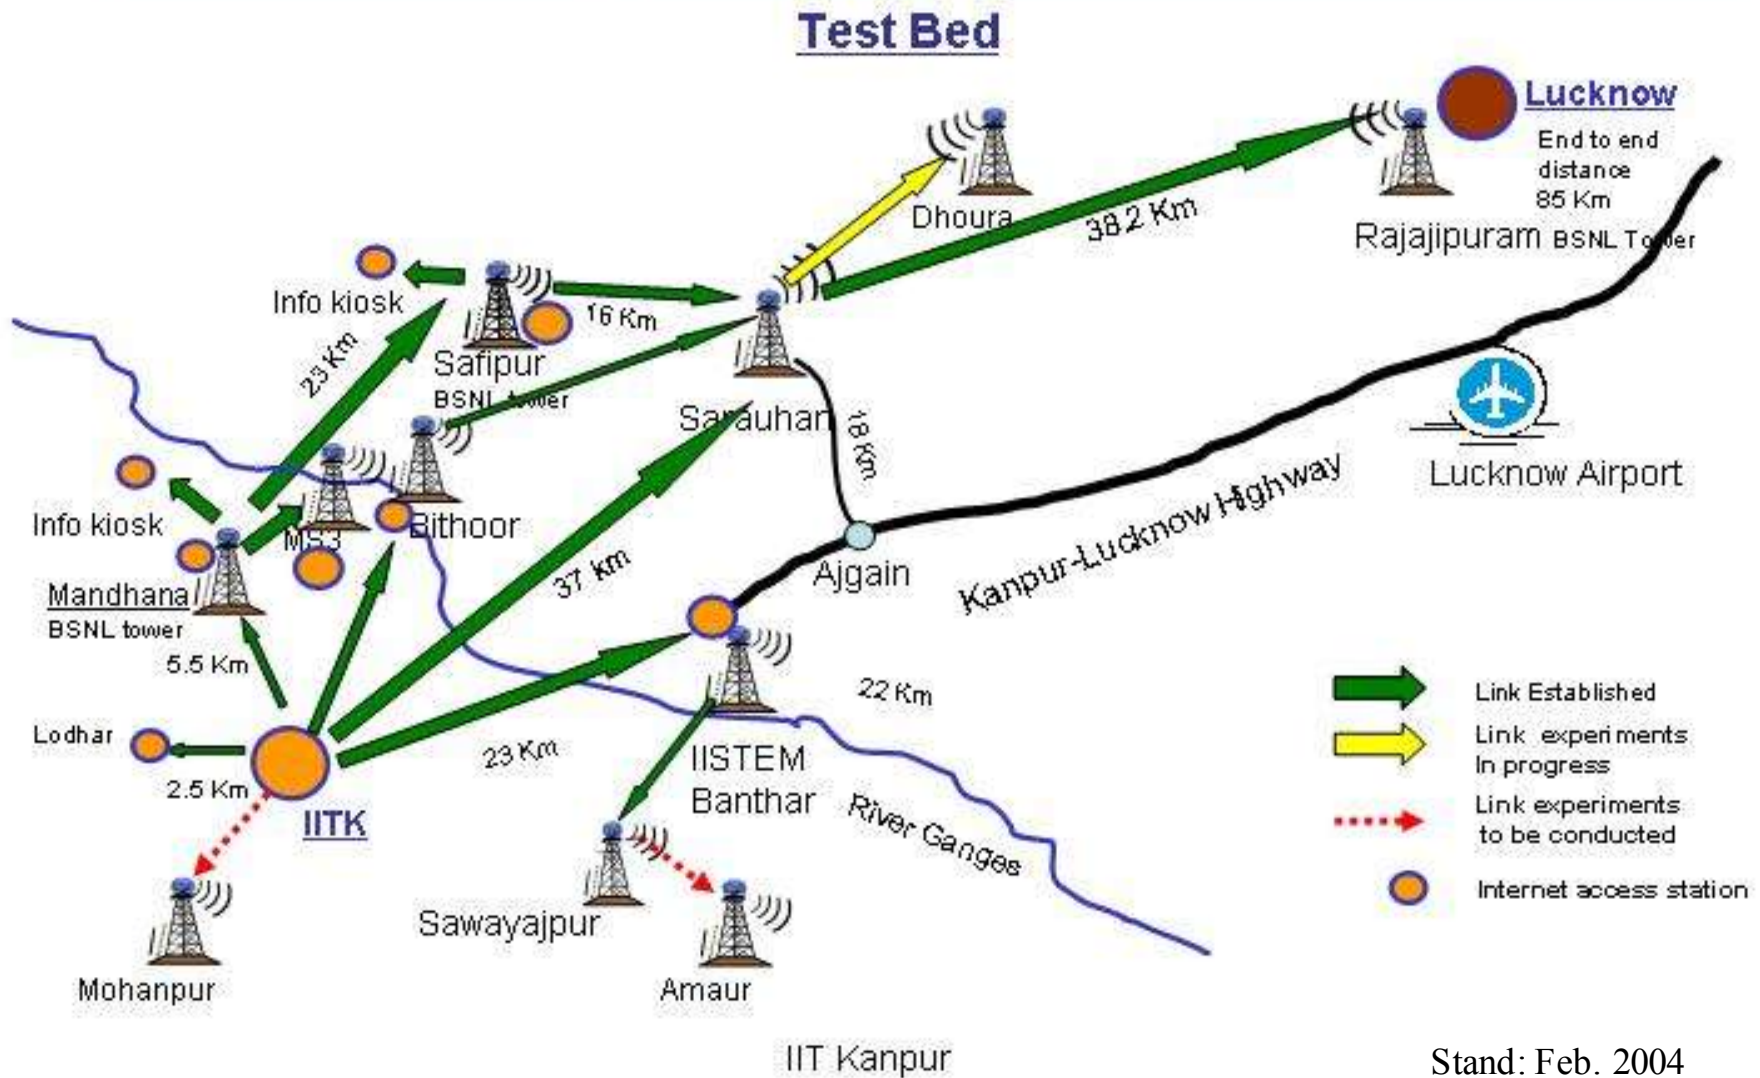 Test Bed
Lucknow
End to end
distance
85 Km
Rajajipuram BSNL Tower
Dhoura
38.2 Km
Info kiosk
16 Km
Safipur
BSNL tower
23 Km
Sarauhan
18 Km
Lucknow Airport
Info kiosk
MS3
Bithoor
Mandhana
BSNL tower
37 km
Ajgain
Kanpur-Lucknow Highway
5.5 Km
22 Km
Lodhar
2.5 Km
23 Km
IITK
IISTEM
Banthar
River Ganges
Link Established
Link experiments
In progress
Link experiments
to be conducted
Internet access station
Sawayajpur
Mohanpur
Amaur
IIT Kanpur
Stand: Feb. 2004